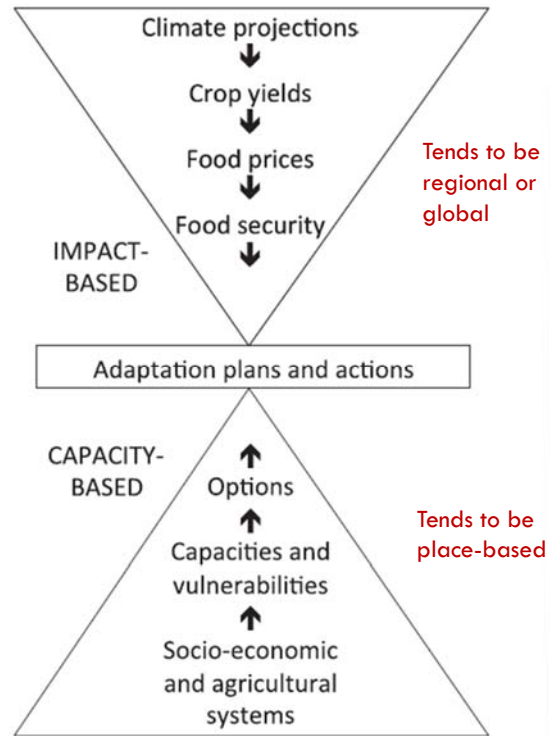 Climate projections
Crop yields
Food prices
Tends to be
regional or
global
Food security
IMPACT-
BASED
Adaptation plans and actions
CAPACITY-
BASED
Options
Tends to be
place-based
Capacities and
vulnerabilities
Socio-economic
and agricultural
systems